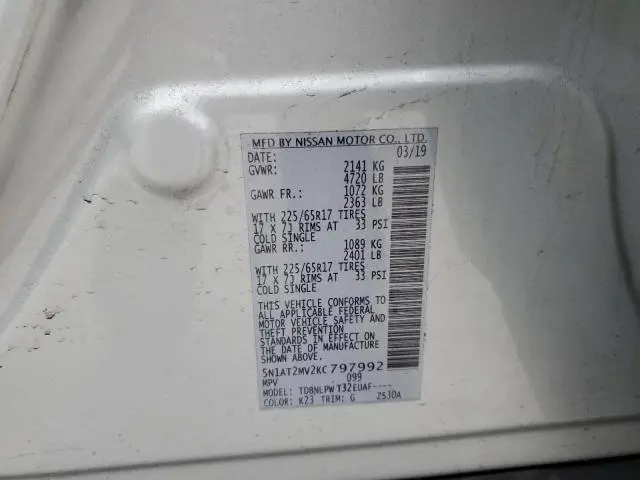 MFD BY NISSAN MOTOR CO., LTD.
DATE: 03/19
GVWR: 2141 KG
4720 LB
GAWR FR.: 1072 KG
2363 LB
WITH 225/65R17 TIRES
17 X 7J RIMS AT 33 PSI
COLD SINGLE
GAWR RR.: 1089 KG
2401 LB
WITH 225/65R17 TIRES
17 X 7J RIMS AT 33 PSI
COLD SINGLE
THIS VEHICLE CONFORMS TO
ALL APPLICABLE FEDERAL
MOTOR VEHICLE SAFETY AND
THEFT PREVENTION
STANDARDS IN EFFECT ON
THE DATE OF MANUFACTURE
SHOWN ABOVE.
5N1AT2MV2KC797992
MPV 099
MODEL: TDBNLPWT32EUAF----
COLOR: K23 TRIM: G 2S30A